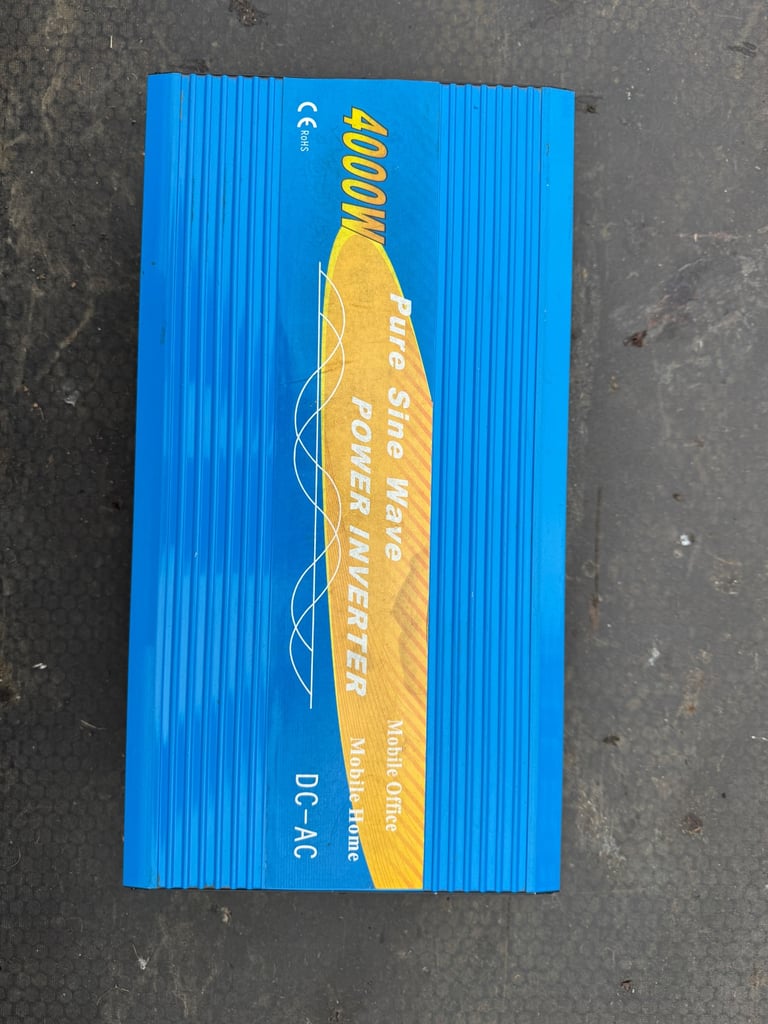 4000W
CE RoHS
Pure Sine Wave
POWER INVERTER
Mobile Office
Mobile Home
DC-AC